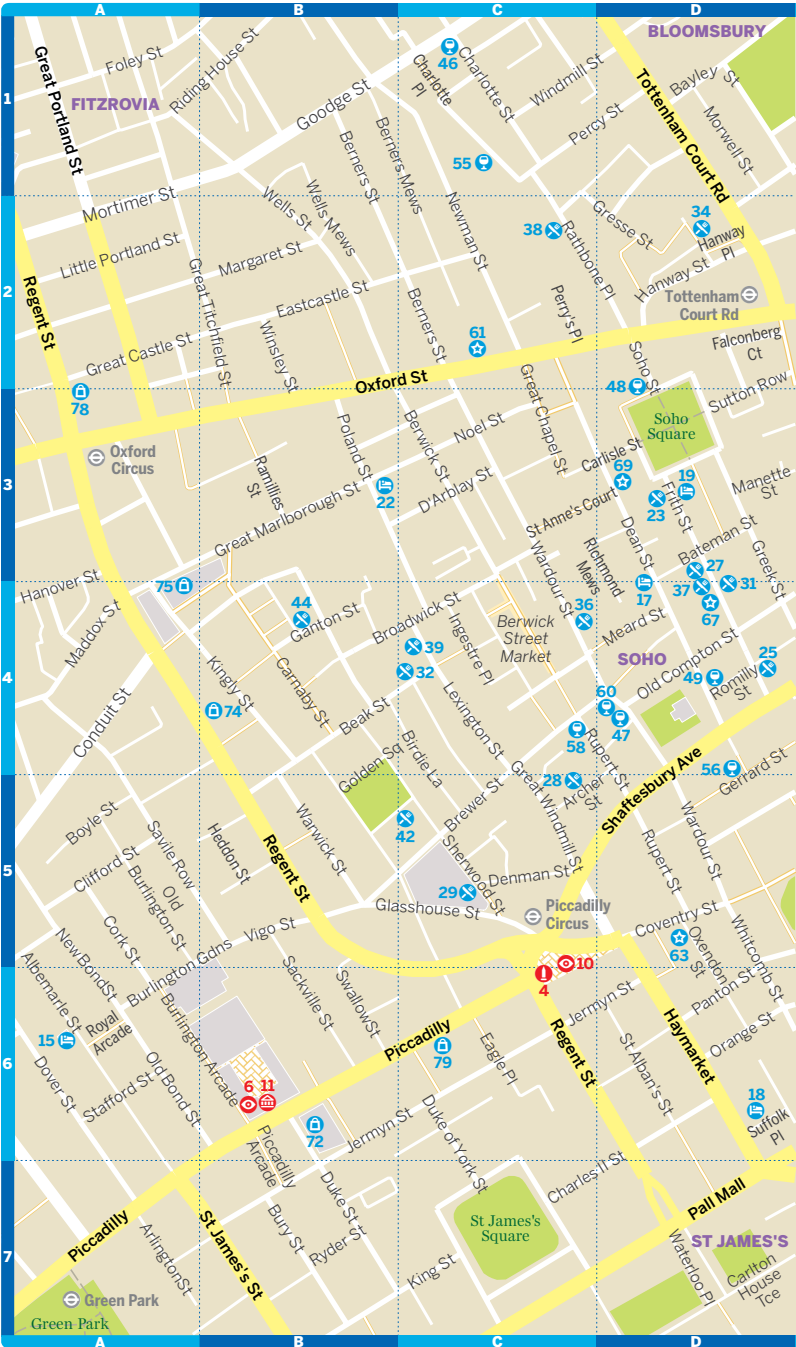 A
B
C
D
BLOOMSBURY
Great Portland St
Foley St
Riding House St
FITZROVIA
46
Charlotte Pl
Charlotte St
Windmill St
Tottenham Court Rd
Bayley St
1
Goodge St
Percy St
Morwell St
Berners St
Berners Mews
55
Mortimer St
Wells St
Wells Mews
Newman St
38
Rathbone Pl
Gresse St
34
Hanway Pl
Little Portland St
Great Titchfield St
Margaret St
Hanway St
Tottenham
Court Rd
2
Regent St
Eastcastle St
Berners St
Perry's Pl
Great Castle St
Winsley St
61
Soho St
Falconberg
Ct
Oxford St
48
Sutton Row
78
Great Chapel St
Soho
Square
Oxford
Circus
Poland St
Berwick St
Noel St
Carlisle St
69
19
Manette
St
3
Ramillies
St
22
D'Arblay St
St Anne's Court
23
Frith St
Great Marlborough St
Dean St
Bateman St
Greek St
27
Hanover St
75
Wardour St
Richmond
Mews
17
37
31
67
Maddox St
44
Ganton St
Broadwick St
Ingestre Pl
Berwick
Street
Market
36
Meard St
39
SOHO
Old Compton St
25
4
32
49
Romilly
St
Conduit St
Kingly St
Carnaby St
74
Beak St
Lexington St
60
47
58
Rupert St
Golden Sq
Birdie La
Great Windmill St
28
Archer
St
Shaftesbury Ave
56
Gerrard St
Boyle St
Savile Row
Heddon St
Regent St
Warwick St
42
Brewer St
Rupert St
Wardour St
5
Clifford St
Old
Burlington St
29
Sherwood St
Denman St
Glasshouse St
Piccadilly
Circus
Cork St
Vigo St
Coventry St
63
Oxendon
St
Whitcomb St
New Bond St
Burlington Gdns
Albemarle St
Sackville St
Swallow St
4
10
Panton St
Royal
Arcade
15
Burlington Arcade
Piccadilly
79
Eagle Pl
Jermyn St
Regent St
Haymarket
Orange St
6
Dover St
Stafford St
Old Bond St
6
11
St Alban's St
18
Suffolk
Pl
72
Jermyn St
Duke of York St
Piccadilly
Arcade
Charles II St
Duke St
Pall Mall
Piccadilly
St James's St
Bury St
Ryder St
St James's
Square
Arlington St
King St
ST JAMES'S
7
Waterloo Pl
Carlton
House
Tce
Green Park
Green Park
A
B
C
D